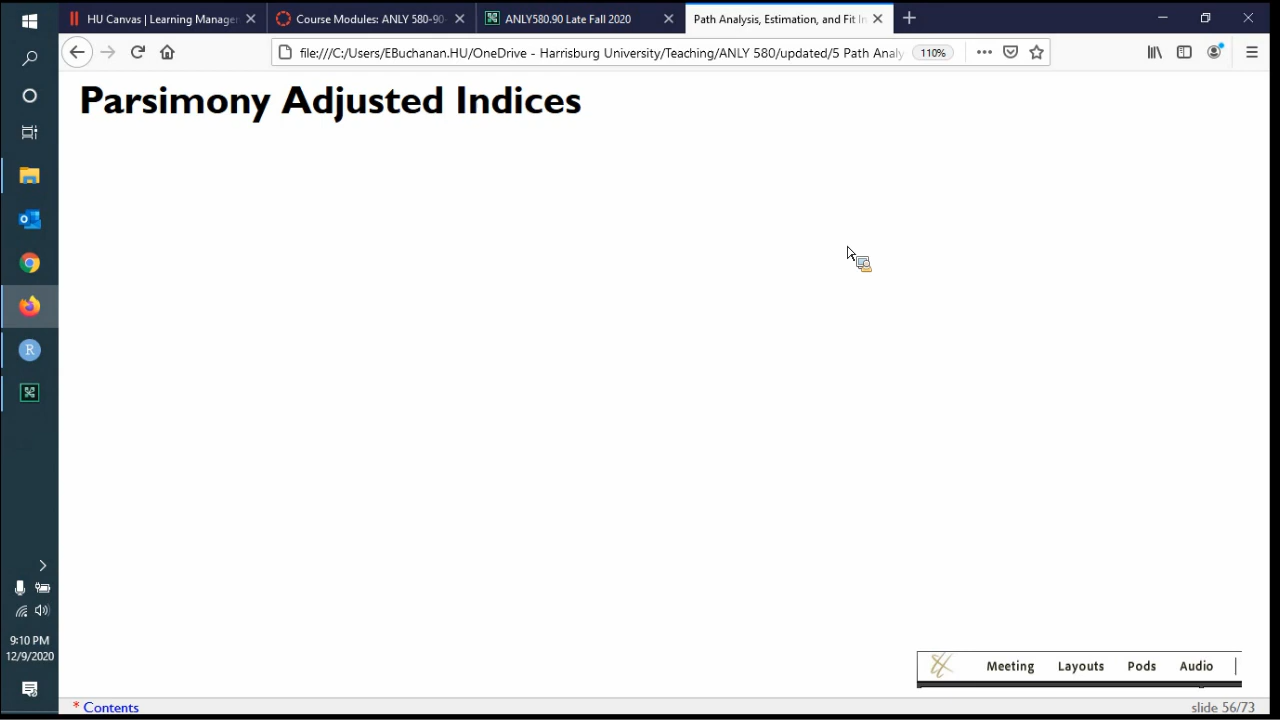 HU Canvas | Learning Manage
Course Modules: ANLY 580-90-
ANLY580.90 Late Fall 2020
Path Analysis, Estimation, and Fit In
file:///C:/Users/EBuchanan.HU/OneDrive - Harrisburg University/Teaching/ANLY 580/updated/5 Path Analy
110%
Parsimony Adjusted Indices
R
9:10 PM
12/9/2020
Meeting Layouts Pods Audio
* Contents
slide 56/73